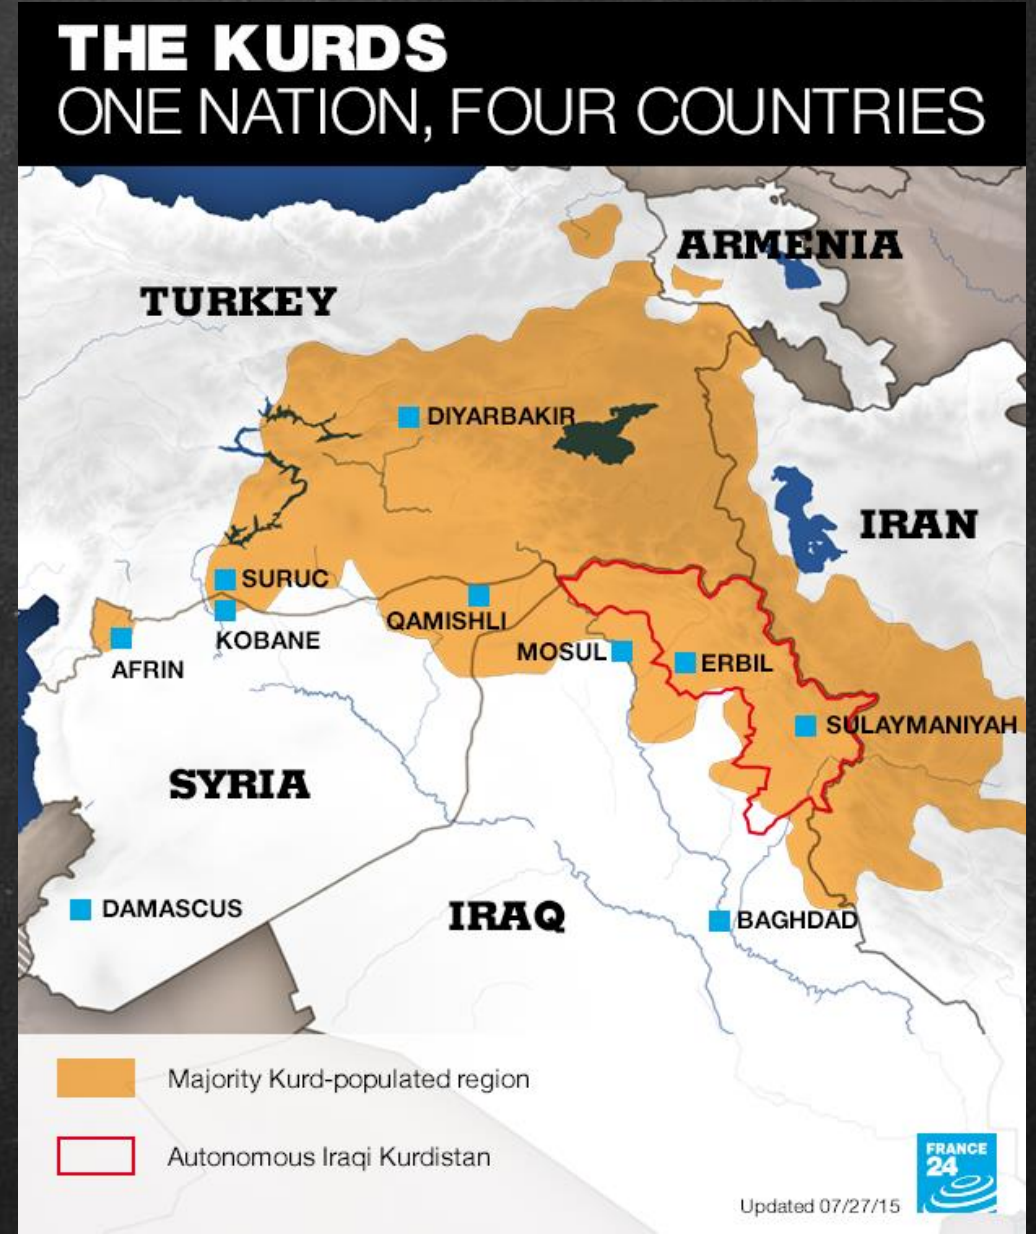 THE KURDS
ONE NATION, FOUR COUNTRIES
ARMENIA
TURKEY
DIYARBAKIR
IRAN
SURUC
QAMISHLI
KOBANE
MOSUL
ERBIL
AFRIN
SULAYMANIYAH
SYRIA
DAMASCUS
IRAQ
BAGHDAD
Majority Kurd-populated region
Autonomous Iraqi Kurdistan
FRANCE
24
Updated 07/27/15